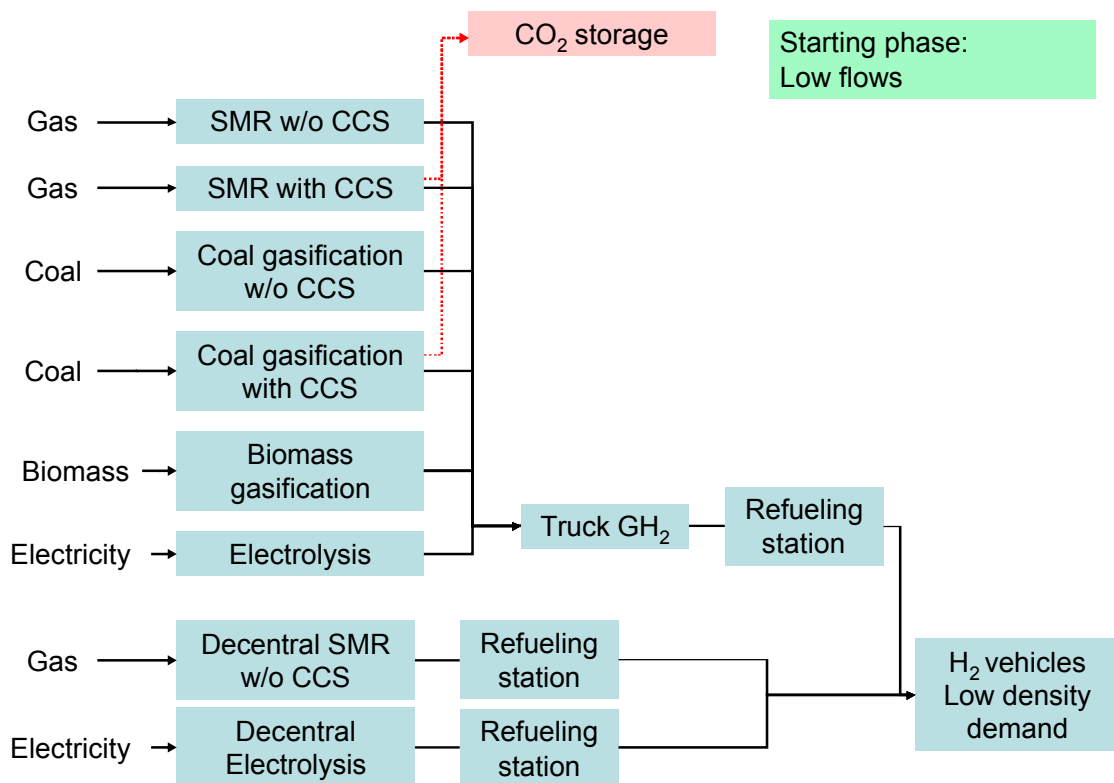 CO₂ storage
Starting phase:
Low flows
Gas
SMR w/o CCS
Gas
SMR with CCS
Coal
Coal gasification
w/o CCS
Coal
Coal gasification
with CCS
Biomass
Biomass
gasification
Electricity
Electrolysis
Truck GH₂
Refueling
station
Gas
Decentral SMR
w/o CCS
Refueling
station
H₂ vehicles
Low density
demand
Electricity
Decentral
Electrolysis
Refueling
station